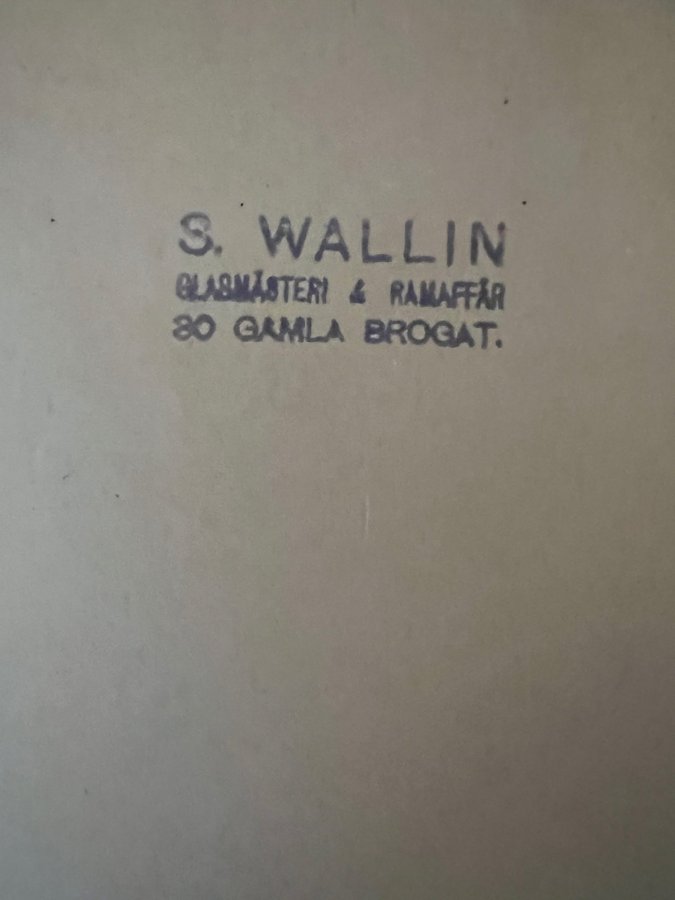 S. WALLIN
GLASMÄSTERI & RAMAFFÄR
30 GAMLA BROGAT.